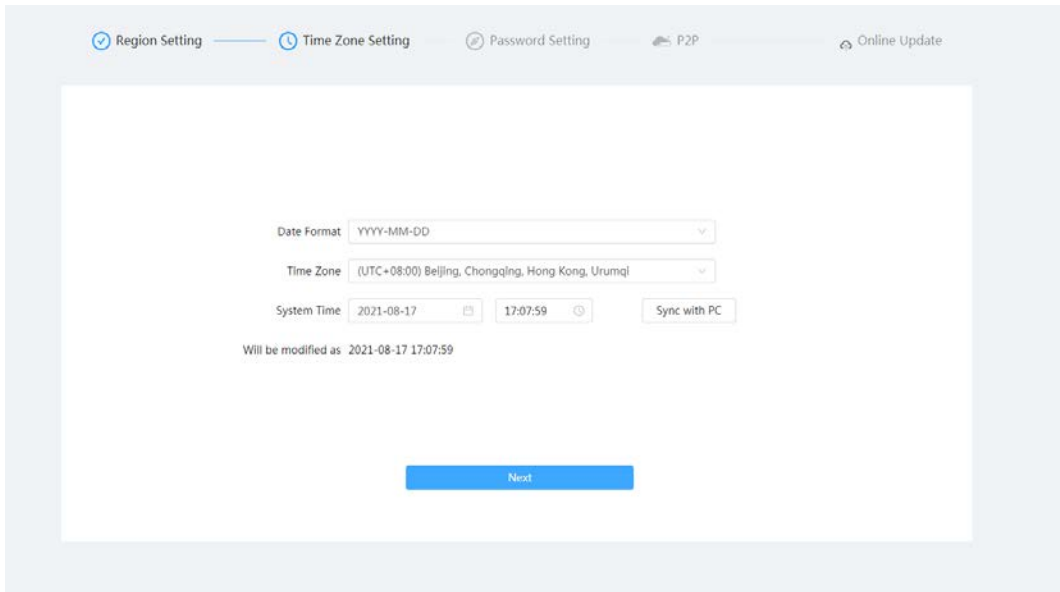 Region Setting Time Zone Setting Password Setting P2P Online Update
Date Format YYYY-MM-DD
Time Zone (UTC+08:00) Beijing, Chongqing, Hong Kong, Urumqi
System Time 2021-08-17 17:07:59 Sync with PC
Will be modified as 2021-08-17 17:07:59
Next